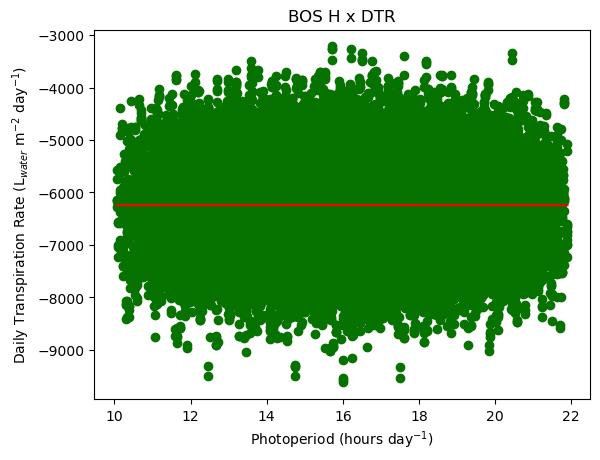 BOS H x DTR
Daily Transpiration Rate (L$_{water}$ m$^{-2}$ day$^{-1}$)
−3000
−4000
−5000
−6000
−7000
−8000
−9000
10 12 14 16 18 20 22
Photoperiod (hours day$^{-1}$)